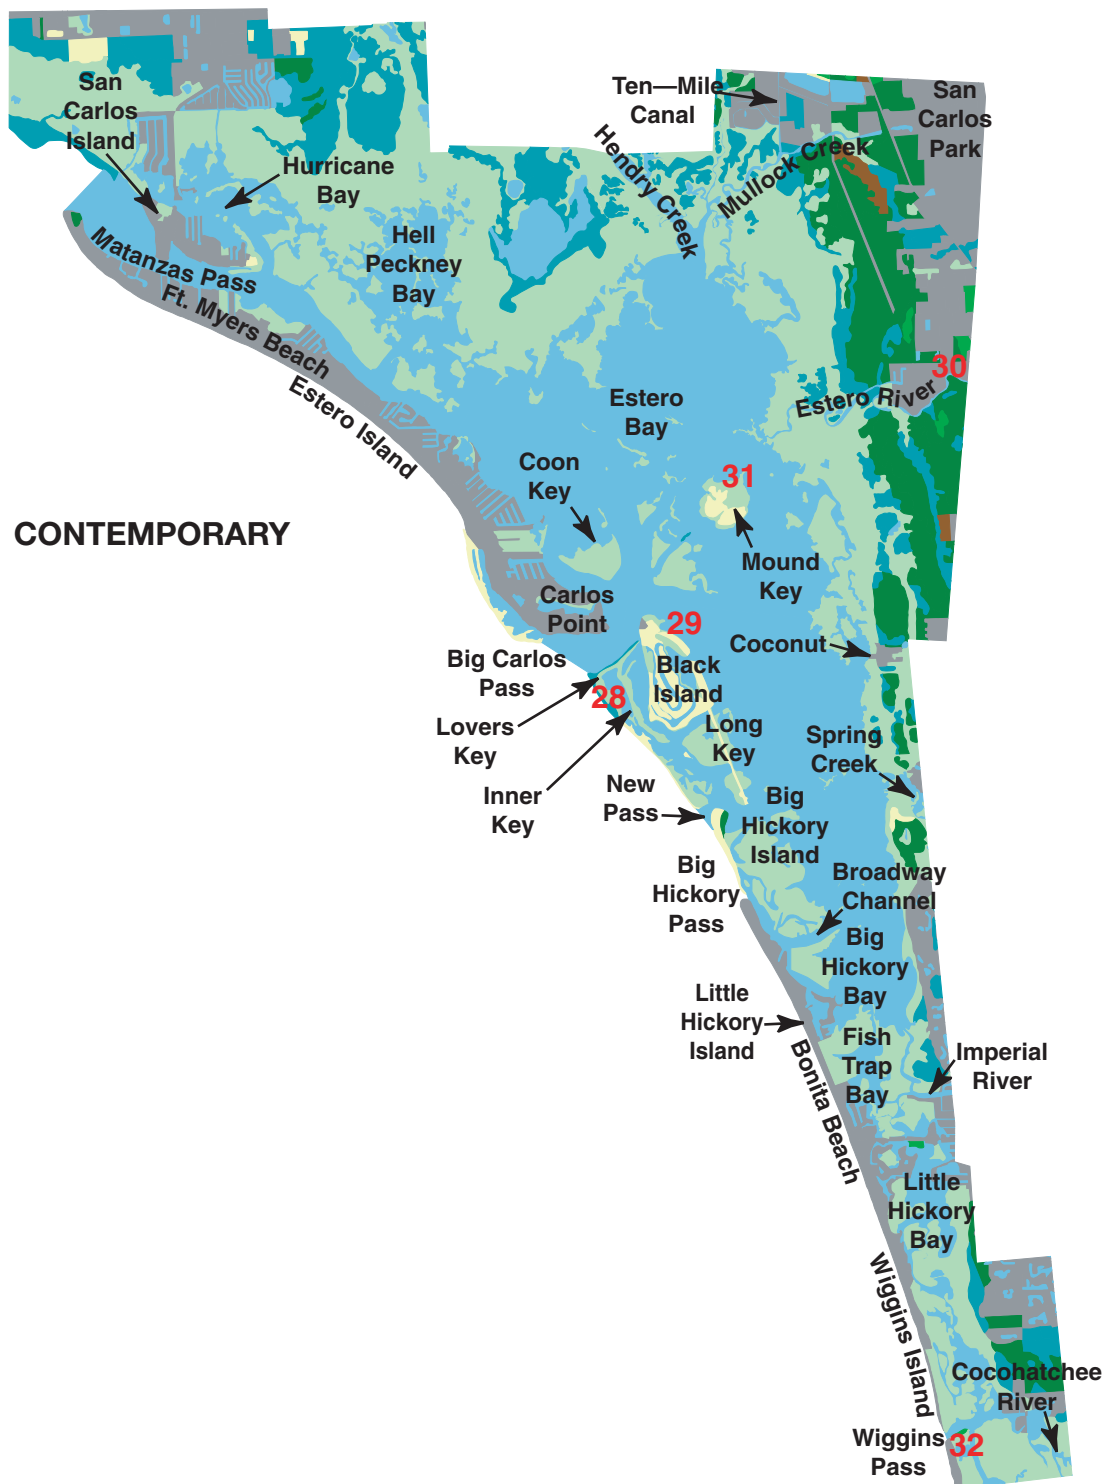 San
Carlos
Island
Hurricane
Bay
Matanzas Pass
Ft. Myers Beach
Estero Island
Hell
Peckney
Bay
Ten—Mile
Canal
Hendry Creek
Mullock Creek
San
Carlos
Park
30
Estero River
Estero
Bay
Coon
Key
31
Mound
Key
CONTEMPORARY
Carlos
Point
29
Coconut
Big Carlos
Pass
28
Black
Island
Lovers
Key
Long
Key
Spring
Creek
Inner
Key
New
Pass
Big
Hickory
Island
Big
Hickory
Pass
Broadway
Channel
Big
Hickory
Bay
Little
Hickory
Island
Fish
Trap
Bay
Imperial
River
Bonita Beach
Little
Hickory
Bay
Wiggins Island
Cocohatchee
River
Wiggins
Pass
32